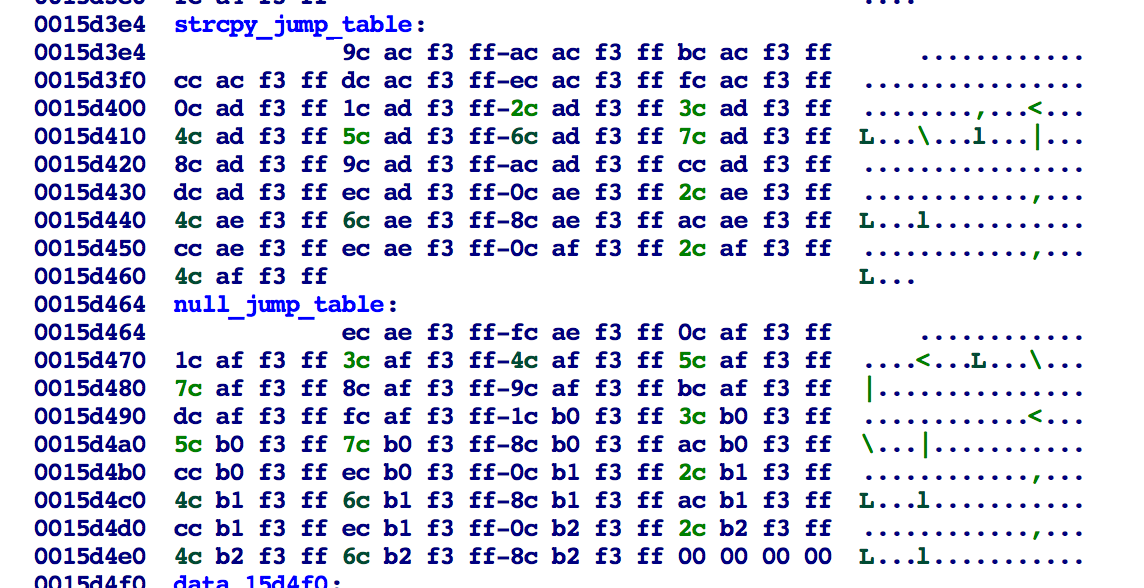 0015d3e4 strcpy_jump_table:
0015d3e4 9c ac f3 ff-ac ac f3 ff bc ac f3 ff ............
0015d3f0 cc ac f3 ff dc ac f3 ff-ec ac f3 ff fc ac f3 ff ................
0015d400 0c ad f3 ff 1c ad f3 ff-2c ad f3 ff 3c ad f3 ff ........,...<...
0015d410 4c ad f3 ff 5c ad f3 ff-6c ad f3 ff 7c ad f3 ff L...\...l...|...
0015d420 8c ad f3 ff 9c ad f3 ff-ac ad f3 ff cc ad f3 ff ................
0015d430 dc ad f3 ff ec ad f3 ff-0c ae f3 ff 2c ae f3 ff ............,...
0015d440 4c ae f3 ff 6c ae f3 ff-8c ae f3 ff ac ae f3 ff L...l...........
0015d450 cc ae f3 ff ec ae f3 ff-0c af f3 ff 2c af f3 ff ............,...
0015d460 4c af f3 ff L...
0015d464 null_jump_table:
0015d464 ec ae f3 ff-fc ae f3 ff 0c af f3 ff ............
0015d470 1c af f3 ff 3c af f3 ff-4c af f3 ff 5c af f3 ff ....<...L...\...
0015d480 7c af f3 ff 8c af f3 ff-9c af f3 ff bc af f3 ff |...............
0015d490 dc af f3 ff fc af f3 ff-1c b0 f3 ff 3c b0 f3 ff ............<...
0015d4a0 5c b0 f3 ff 7c b0 f3 ff-8c b0 f3 ff ac b0 f3 ff \...|...........
0015d4b0 cc b0 f3 ff ec b0 f3 ff-0c b1 f3 ff 2c b1 f3 ff ............,...
0015d4c0 4c b1 f3 ff 6c b1 f3 ff-8c b1 f3 ff ac b1 f3 ff L...l...........
0015d4d0 cc b1 f3 ff ec b1 f3 ff-0c b2 f3 ff 2c b2 f3 ff ............,...
0015d4e0 4c b2 f3 ff 6c b2 f3 ff-8c b2 f3 ff 00 00 00 00 L...l...........
0015d4f0 data_15d4f0: